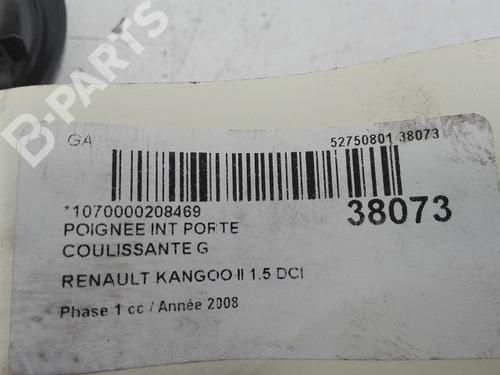 B-PARTS
GA
52750801 38073
*1070000208469
38073
POIGNEE INT PORTE
COULISSANTE G
RENAULT KANGOO II 1.5 DCI
Phase 1 cc / Année 2008